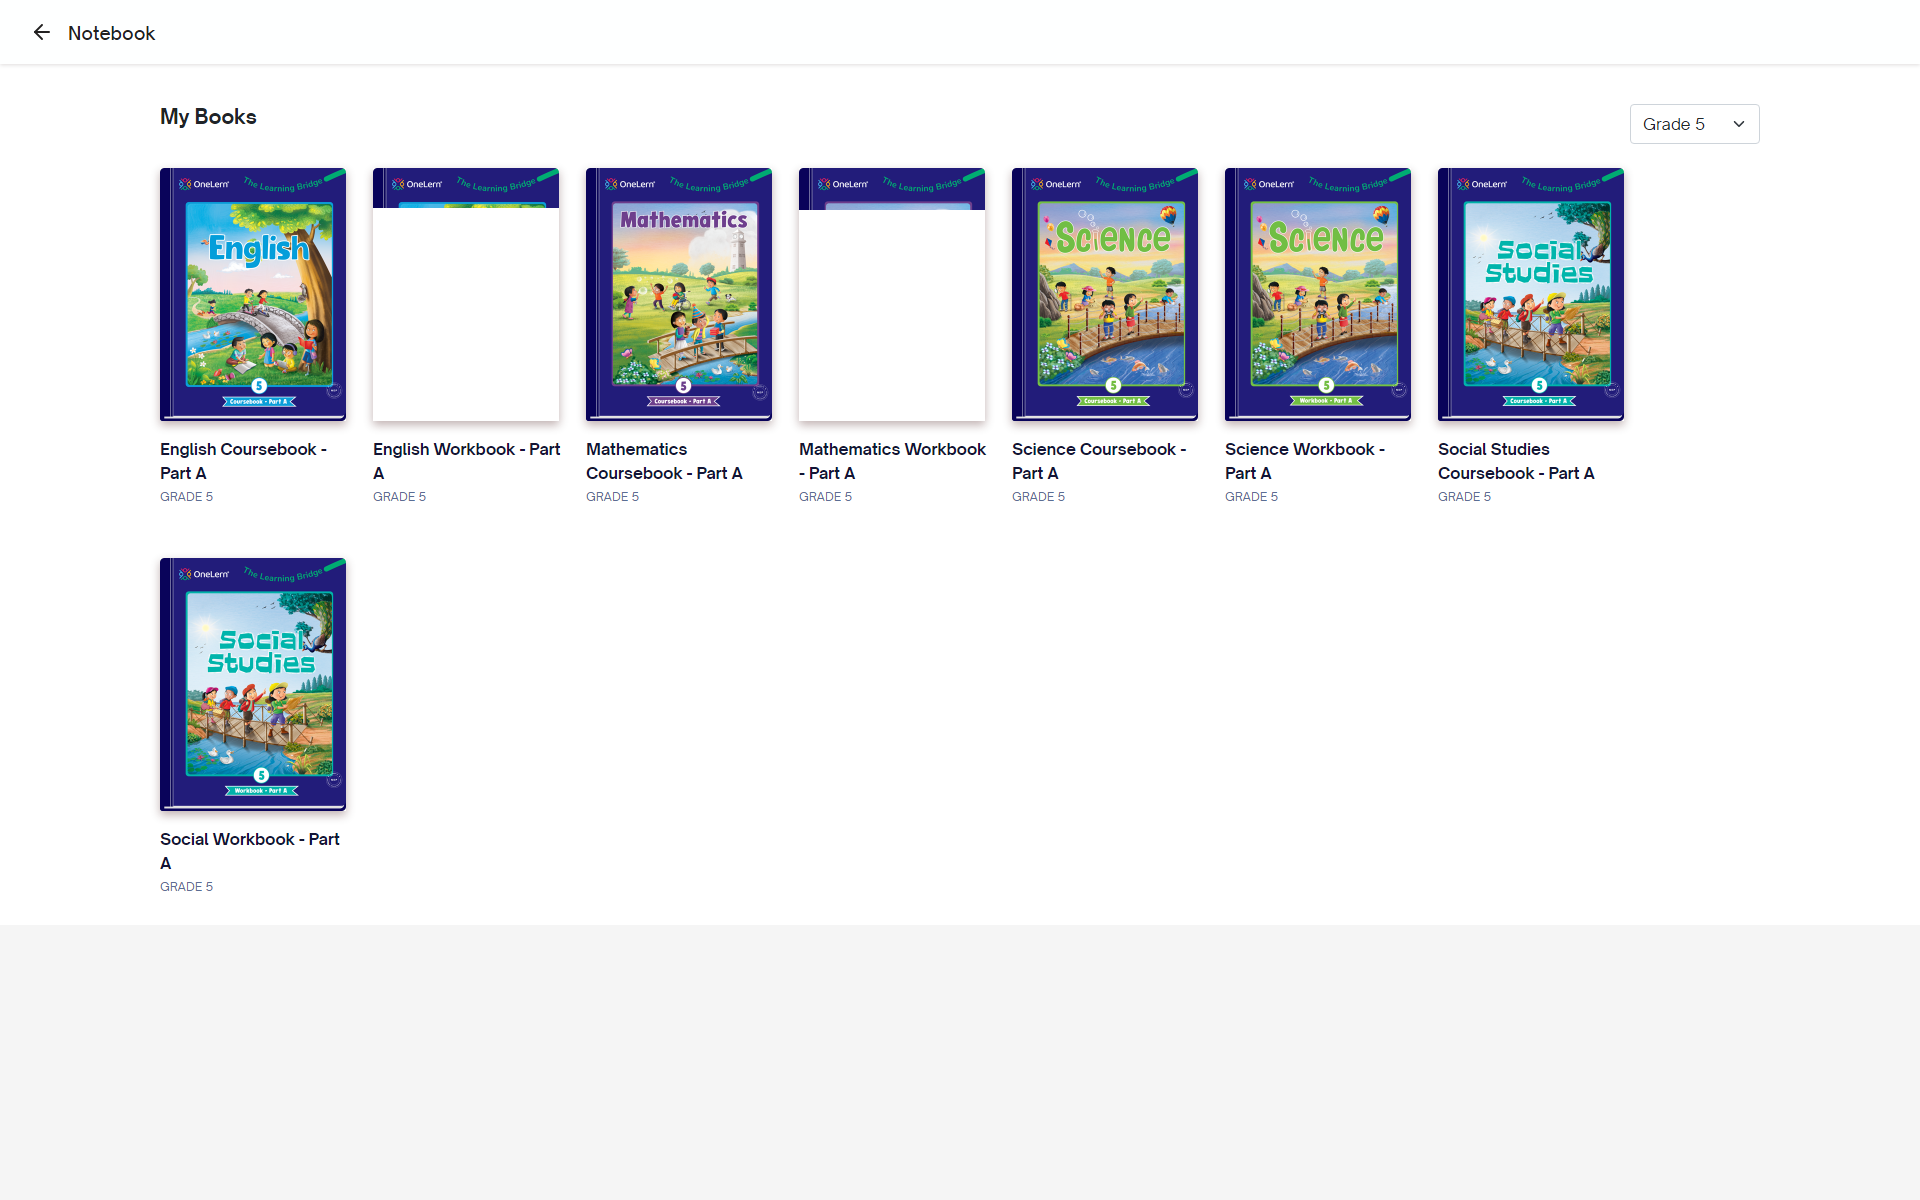 Notebook
My Books
Grade 5
OneLern
The Learning Bridge
English
5
Coursebook - Part A
English Coursebook -
Part A
GRADE 5
OneLern
The Learning Bridge
English Workbook - Part
A
GRADE 5
OneLern
The Learning Bridge
Mathematics
5
Coursebook - Part A
Mathematics
Coursebook - Part A
GRADE 5
OneLern
The Learning Bridge
Mathematics Workbook
- Part A
GRADE 5
OneLern
The Learning Bridge
Science
5
Coursebook - Part A
Science Coursebook -
Part A
GRADE 5
OneLern
The Learning Bridge
Science
5
Workbook - Part A
Science Workbook -
Part A
GRADE 5
OneLern
The Learning Bridge
Social
Studies
5
Coursebook - Part A
Social Studies
Coursebook - Part A
GRADE 5
OneLern
The Learning Bridge
Social
Studies
5
Workbook - Part A
Social Workbook - Part
A
GRADE 5